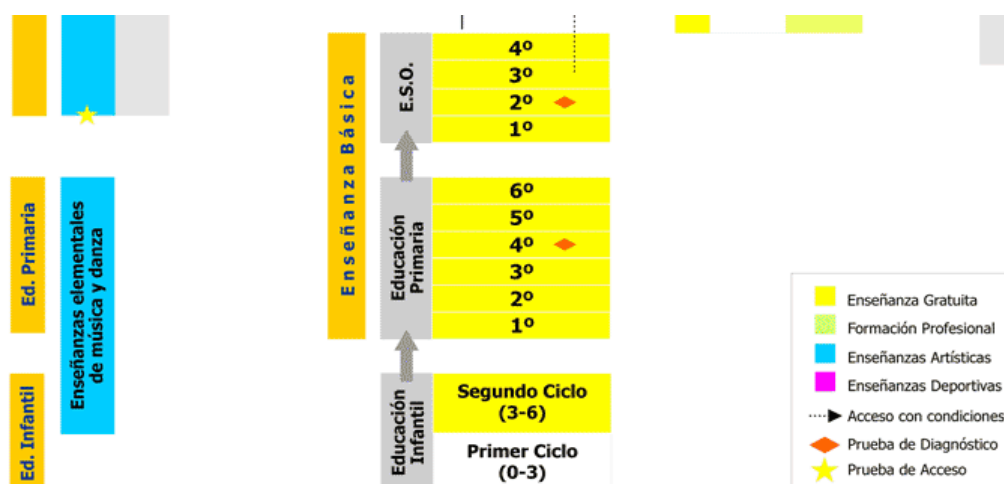 Enseñanza Básica
E.S.O.
4º
3º
2º
1º
Ed. Primaria
Enseñanzas elementales
de música y danza
Educación
Primaria
6º
5º
4º
3º
2º
1º
Ed. Infantil
Educación
Infantil
Segundo Ciclo
(3-6)
Primer Ciclo
(0-3)
Enseñanza Gratuita
Formación Profesional
Enseñanzas Artísticas
Enseñanzas Deportivas
Acceso con condiciones
Prueba de Diagnóstico
Prueba de Acceso